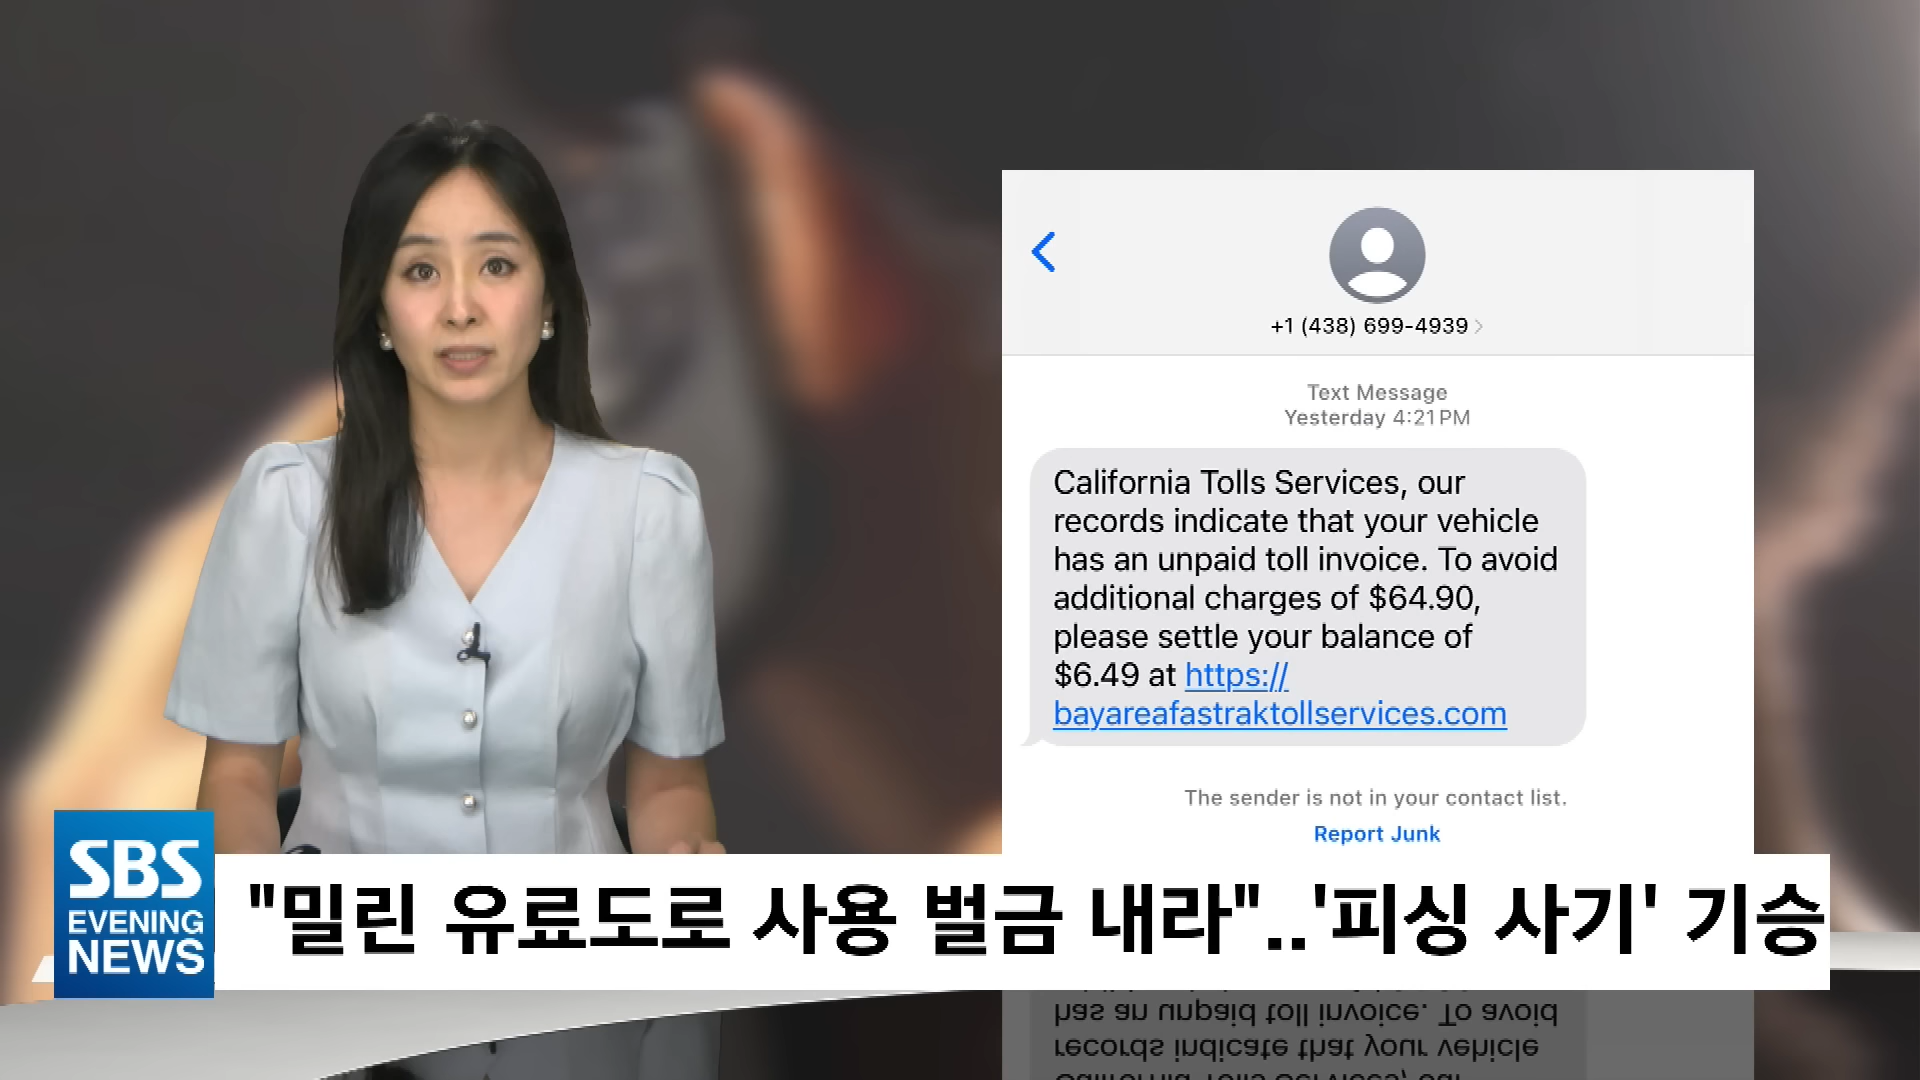 +1 (438) 699-4939
Text Message
Yesterday 4:21 PM
California Tolls Services, our
records indicate that your vehicle
has an unpaid toll invoice. To avoid
additional charges of $64.90,
please settle your balance of
$6.49 at https://
bayareafastraktollservices.com
The sender is not in your contact list.
Report Junk
SBS
EVENING
NEWS
"밀린 유료도로 사용 벌금 내라"..'피싱 사기' 기승
has an unpaid toll invoice. To avoid
records indicate that your vehicle
California Tolls Services, our